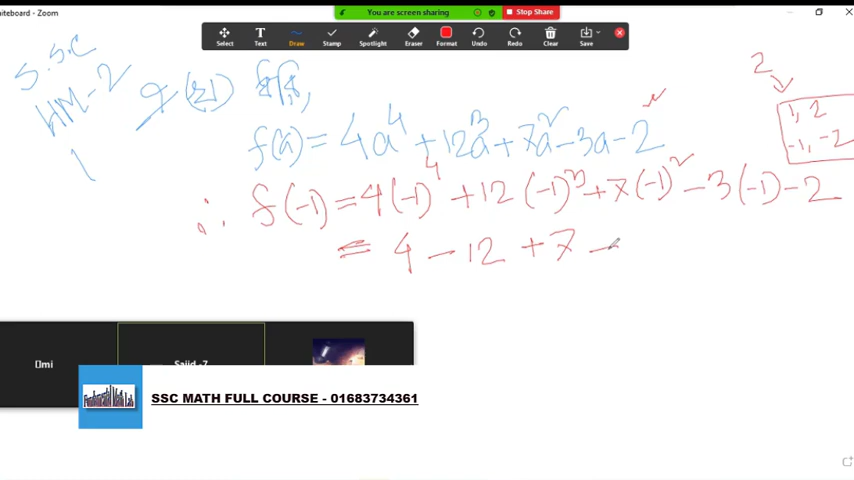 Whiteboard - Zoom
You are screen sharing
Stop Share
Select Text Draw Stamp Spotlight Eraser Format Undo Redo Clear Save
S.S.C
HM-2
f(a) = 4a⁴ + 12a³ + 7a² - 3a - 2
∴ f(-1) = 4(-1)⁴ + 12(-1)³ + 7(-1)² - 3(-1) - 2
= 4 - 12 + 7 -
2
1, 2
-1, -2
Sajid -7
SSC MATH FULL COURSE - 01683734361